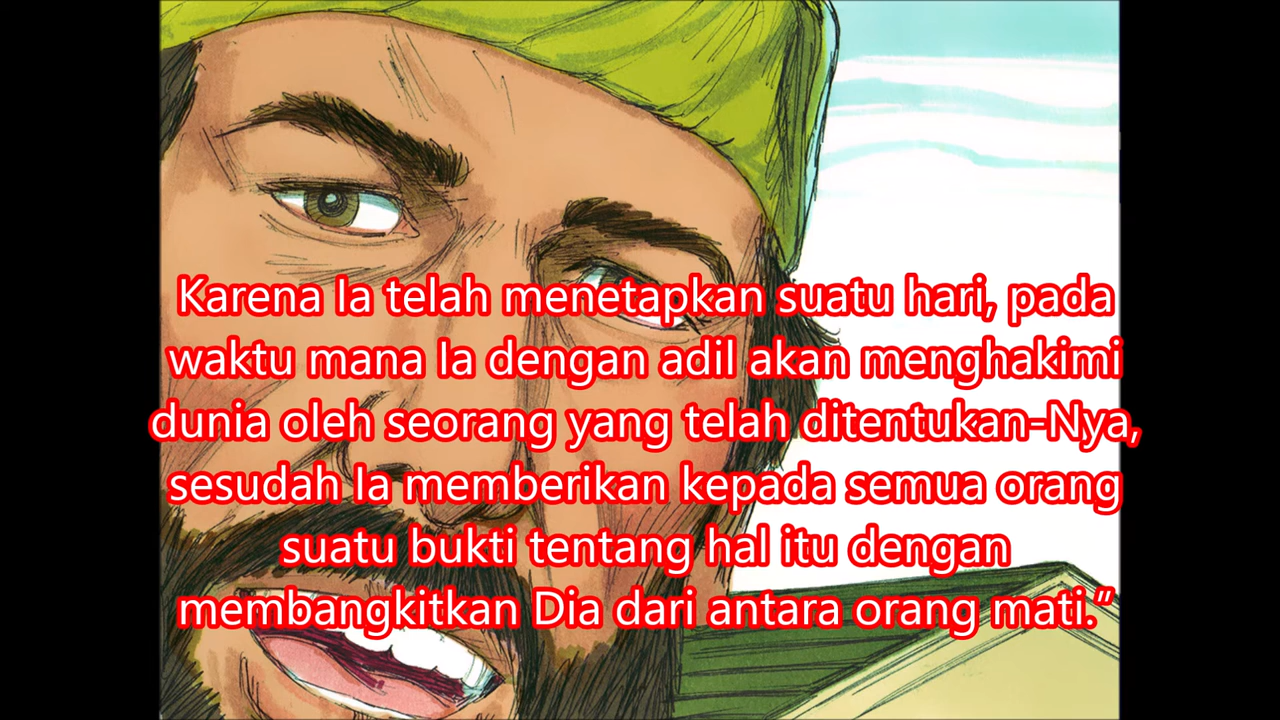 Karena Ia telah menetapkan suatu hari, pada
waktu mana Ia dengan adil akan menghakimi
dunia oleh seorang yang telah ditentukan-Nya,
sesudah Ia memberikan kepada semua orang
suatu bukti tentang hal itu dengan
membangkitkan Dia dari antara orang mati.”